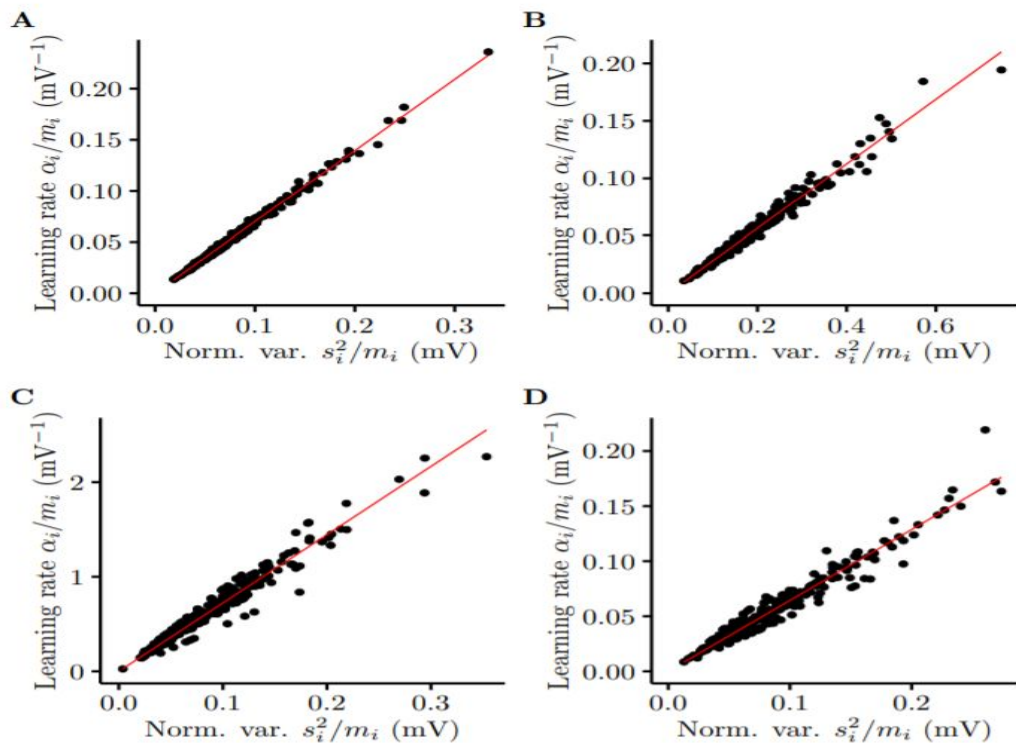 A
Learning rate αᵢ/mᵢ (mV⁻¹)
0.20
0.15
0.10
0.05
0.00
0.0 0.1 0.2 0.3
Norm. var. sᵢ²/mᵢ (mV)
B
Learning rate αᵢ/mᵢ (mV⁻¹)
0.20
0.15
0.10
0.05
0.00
0.0 0.2 0.4 0.6
Norm. var. sᵢ²/mᵢ (mV)
C
Learning rate αᵢ/mᵢ (mV⁻¹)
2
1
0
0.0 0.1 0.2 0.3
Norm. var. sᵢ²/mᵢ (mV)
D
Learning rate αᵢ/mᵢ (mV⁻¹)
0.20
0.15
0.10
0.05
0.00
0.0 0.1 0.2
Norm. var. sᵢ²/mᵢ (mV)